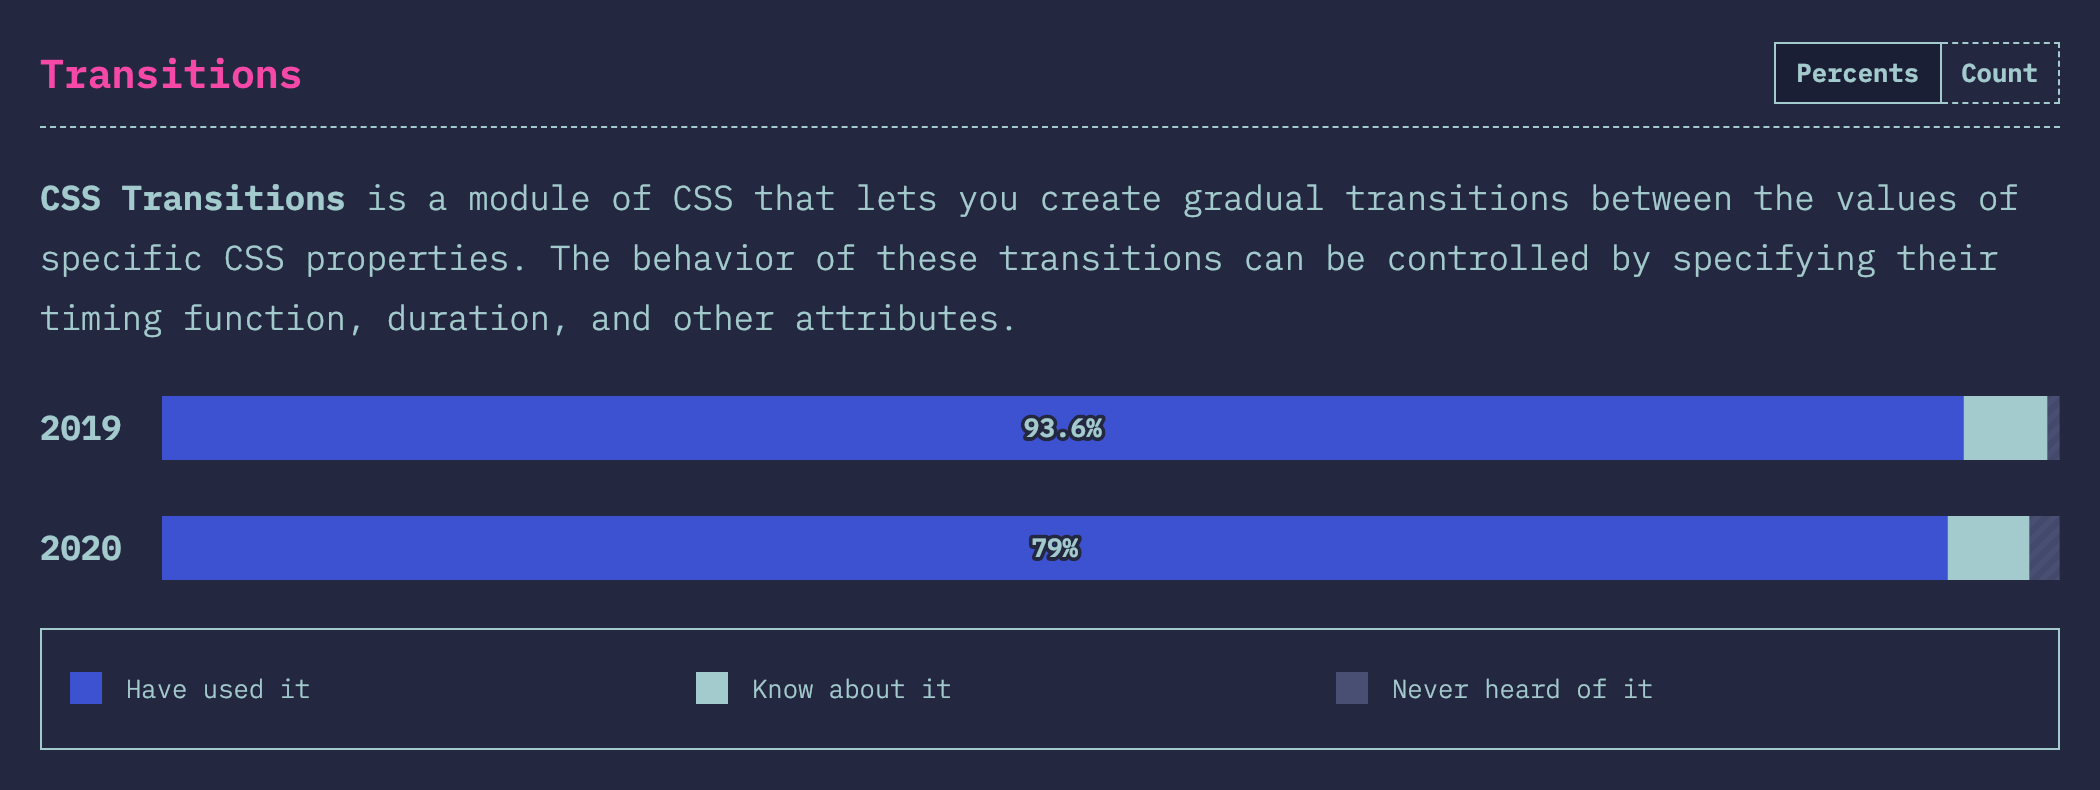 Transitions
Percents Count
CSS Transitions is a module of CSS that lets you create gradual transitions between the values of
specific CSS properties. The behavior of these transitions can be controlled by specifying their
timing function, duration, and other attributes.
2019 93.6%
2020 79%
Have used it Know about it Never heard of it